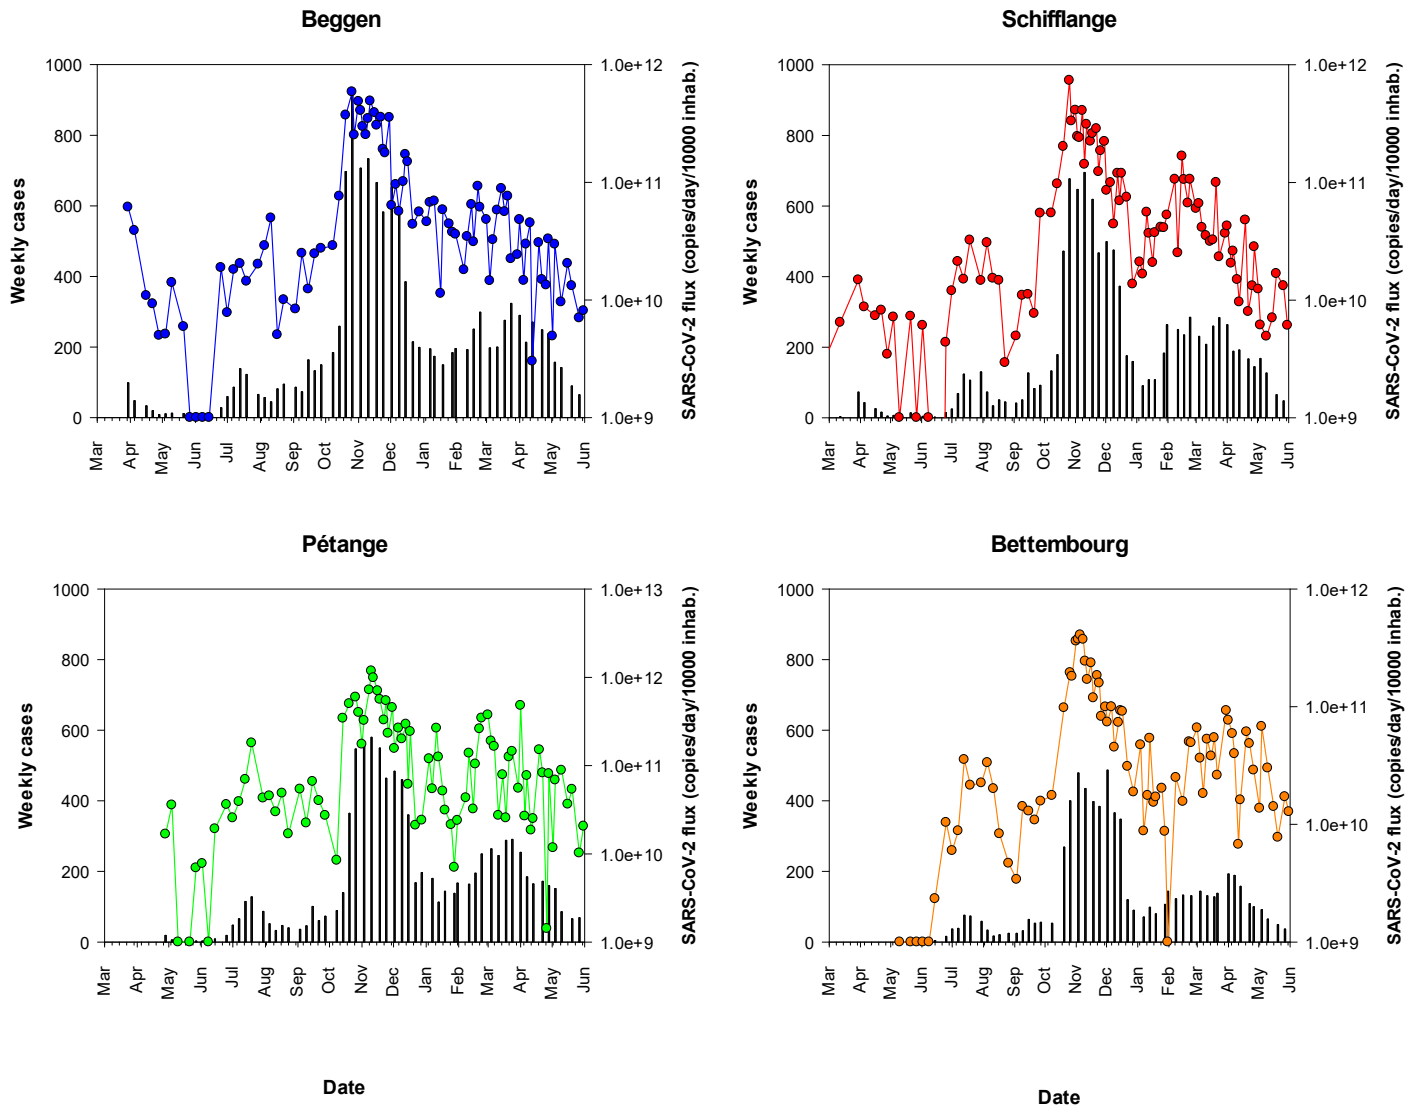 Beggen
1000
800
600
400
200
0
Weekly cases
1.0e+12
1.0e+11
1.0e+10
1.0e+9
SARS-CoV-2 flux (copies/day/10000 inhab.)
Mar Apr May Jun Jul Aug Sep Oct Nov Dec Jan Feb Mar Apr May Jun
Schifflange
1000
800
600
400
200
0
Weekly cases
1.0e+12
1.0e+11
1.0e+10
1.0e+9
SARS-CoV-2 flux (copies/day/10000 inhab.)
Mar Apr May Jun Jul Aug Sep Oct Nov Dec Jan Feb Mar Apr May Jun
Pétange
1000
800
600
400
200
0
Weekly cases
1.0e+13
1.0e+12
1.0e+11
1.0e+10
1.0e+9
SARS-CoV-2 flux (copies/day/10000 inhab.)
Mar Apr May Jun Jul Aug Sep Oct Nov Dec Jan Feb Mar Apr May Jun
Date
Bettembourg
1000
800
600
400
200
0
Weekly cases
1.0e+12
1.0e+11
1.0e+10
1.0e+9
SARS-CoV-2 flux (copies/day/10000 inhab.)
Mar Apr May Jun Jul Aug Sep Oct Nov Dec Jan Feb Mar Apr May Jun
Date